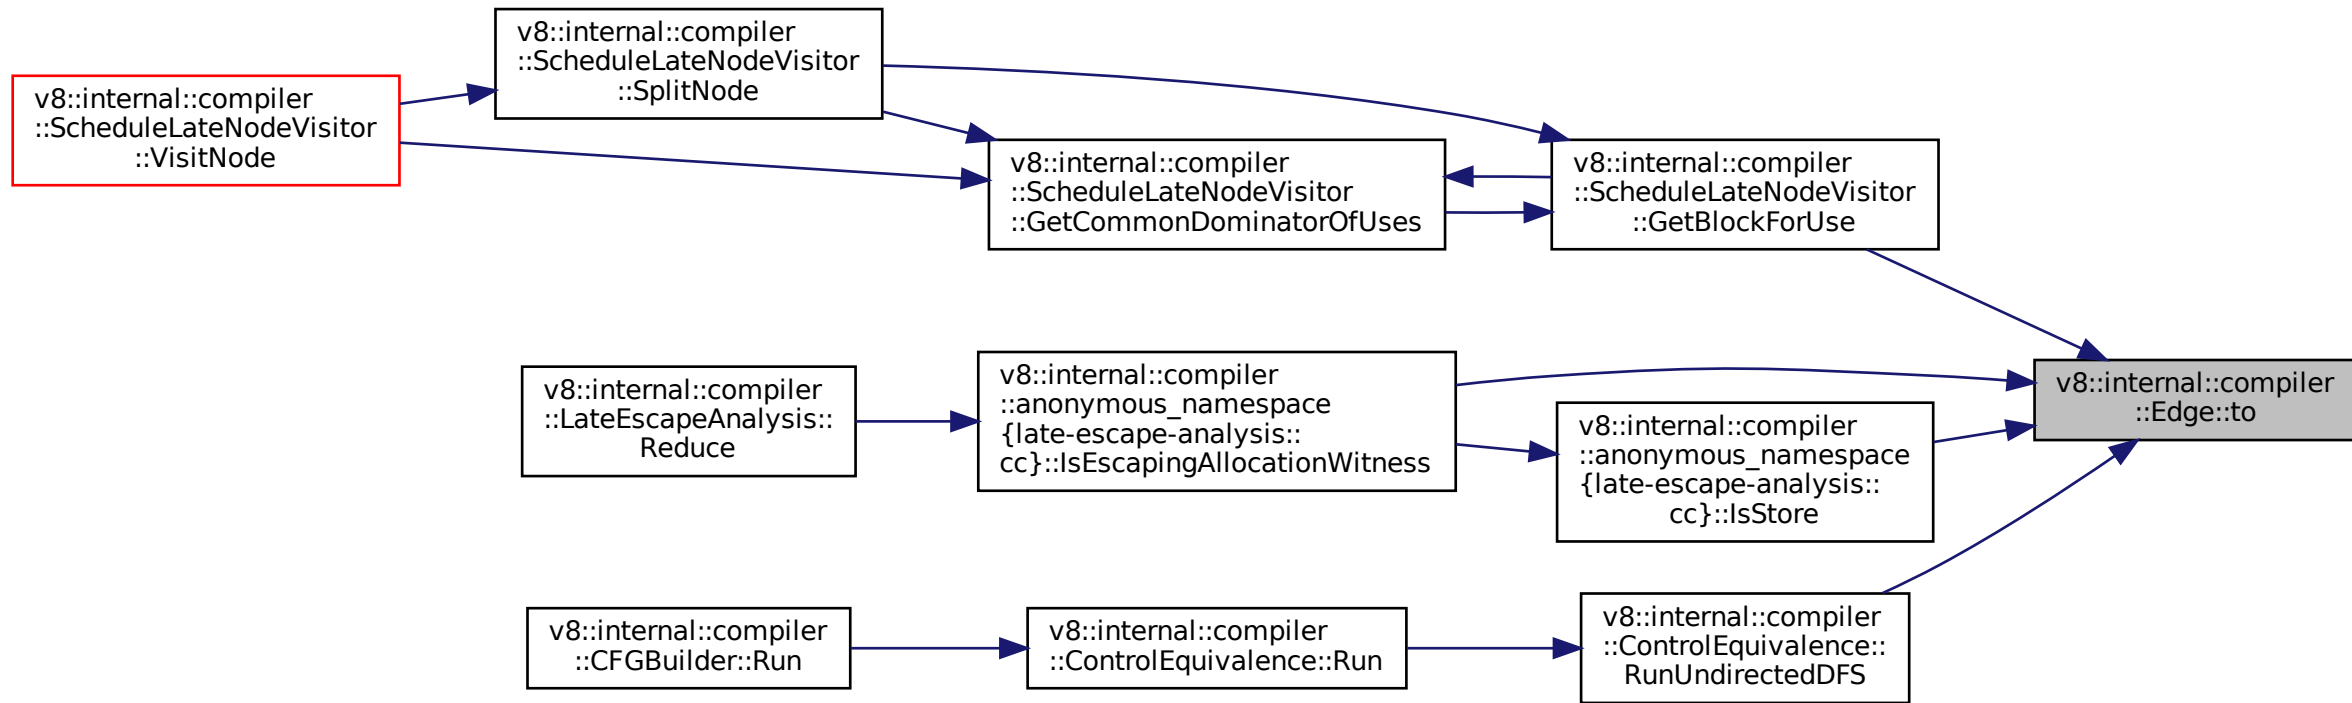 v8::internal::compiler
::ScheduleLateNodeVisitor
::SplitNode
v8::internal::compiler
::ScheduleLateNodeVisitor
::VisitNode
v8::internal::compiler
::ScheduleLateNodeVisitor
::GetCommonDominatorOfUses
v8::internal::compiler
::ScheduleLateNodeVisitor
::GetBlockForUse
v8::internal::compiler
::LateEscapeAnalysis::
Reduce
v8::internal::compiler
::anonymous_namespace
{late-escape-analysis::
cc}::IsEscapingAllocationWitness
v8::internal::compiler
::anonymous_namespace
{late-escape-analysis::
cc}::IsStore
v8::internal::compiler
::Edge::to
v8::internal::compiler
::CFGBuilder::Run
v8::internal::compiler
::ControlEquivalence::Run
v8::internal::compiler
::ControlEquivalence::
RunUndirectedDFS